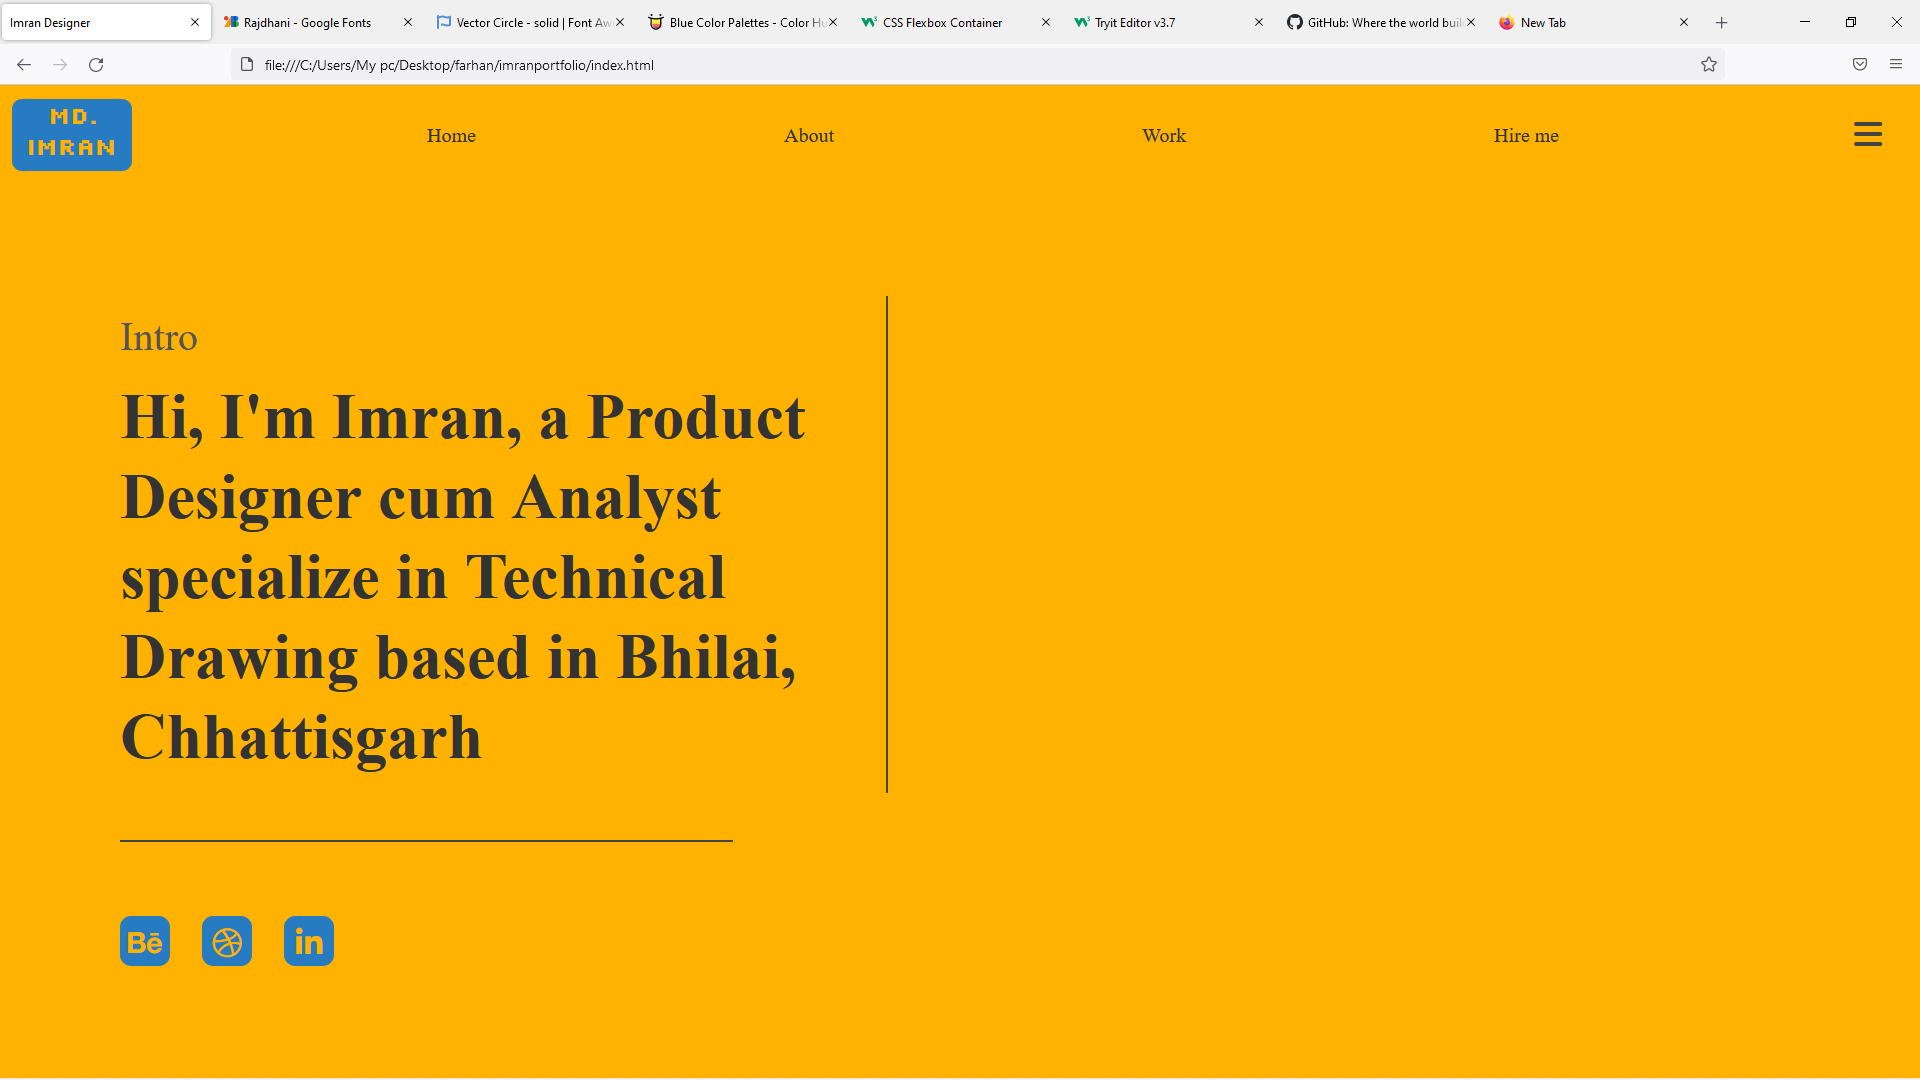 Imran Designer
Rajdhani - Google Fonts
Vector Circle - solid | Font Aw
Blue Color Palettes - Color Hu
CSS Flexbox Container
Tryit Editor v3.7
GitHub: Where the world buil
New Tab
file:///C:/Users/My pc/Desktop/farhan/imranportfolio/index.html
MD.
IMRAN
Home
About
Work
Hire me
Intro
Hi, I'm Imran, a Product
Designer cum Analyst
specialize in Technical
Drawing based in Bhilai,
Chhattisgarh
Bē
in